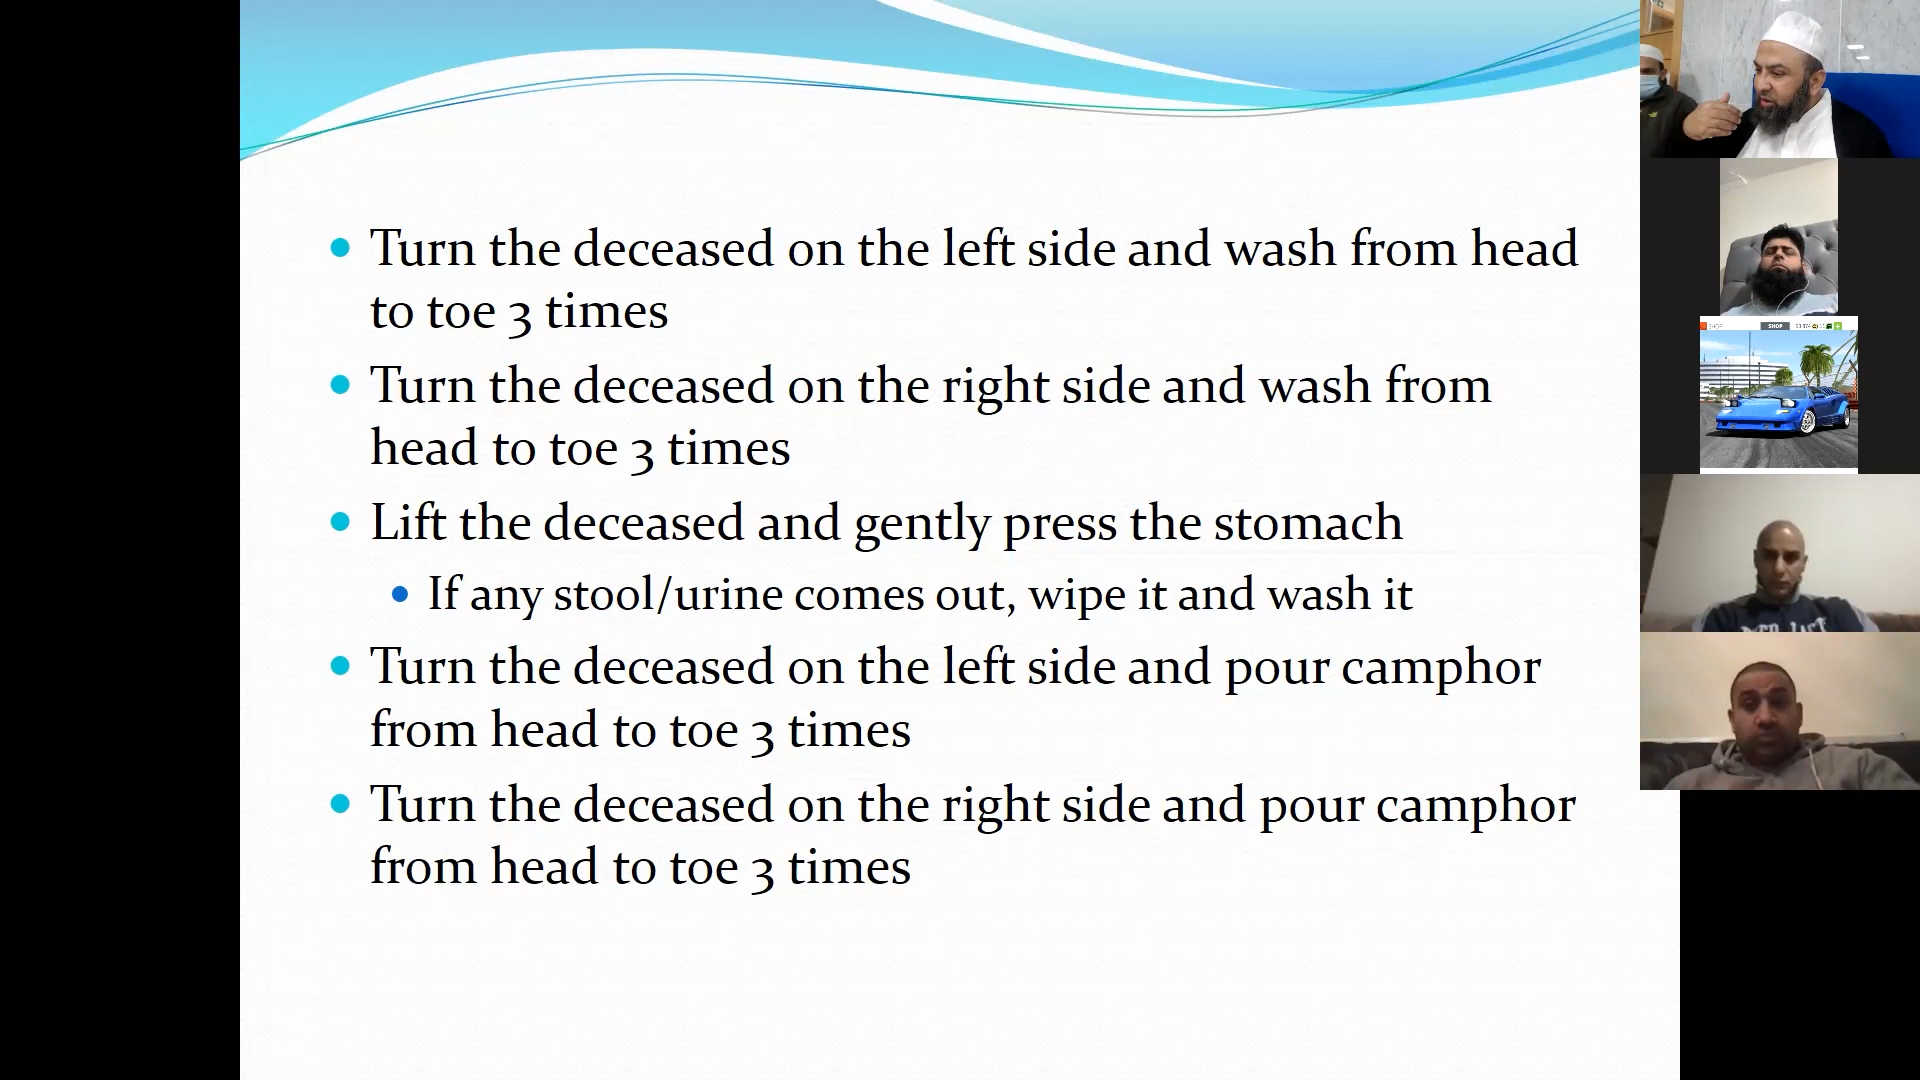 Turn the deceased on the left side and wash from head
to toe 3 times
Turn the deceased on the right side and wash from
head to toe 3 times
Lift the deceased and gently press the stomach
If any stool/urine comes out, wipe it and wash it
Turn the deceased on the left side and pour camphor
from head to toe 3 times
Turn the deceased on the right side and pour camphor
from head to toe 3 times
SHOP SHOP